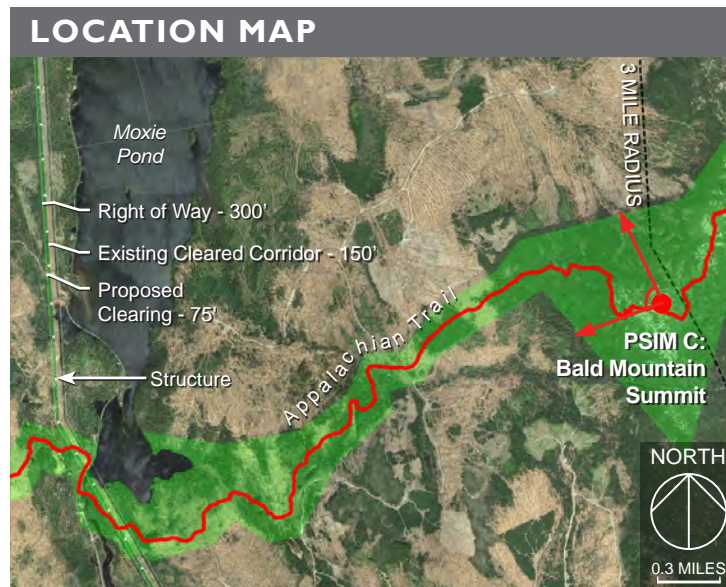 LOCATION MAP
Moxie
Pond
3 MILE RADIUS
Right of Way - 300'
Existing Cleared Corridor - 150'
Proposed
Clearing - 75'
Structure
Appalachian Trail
PSIM C:
Bald Mountain
Summit
NORTH
0.3 MILES